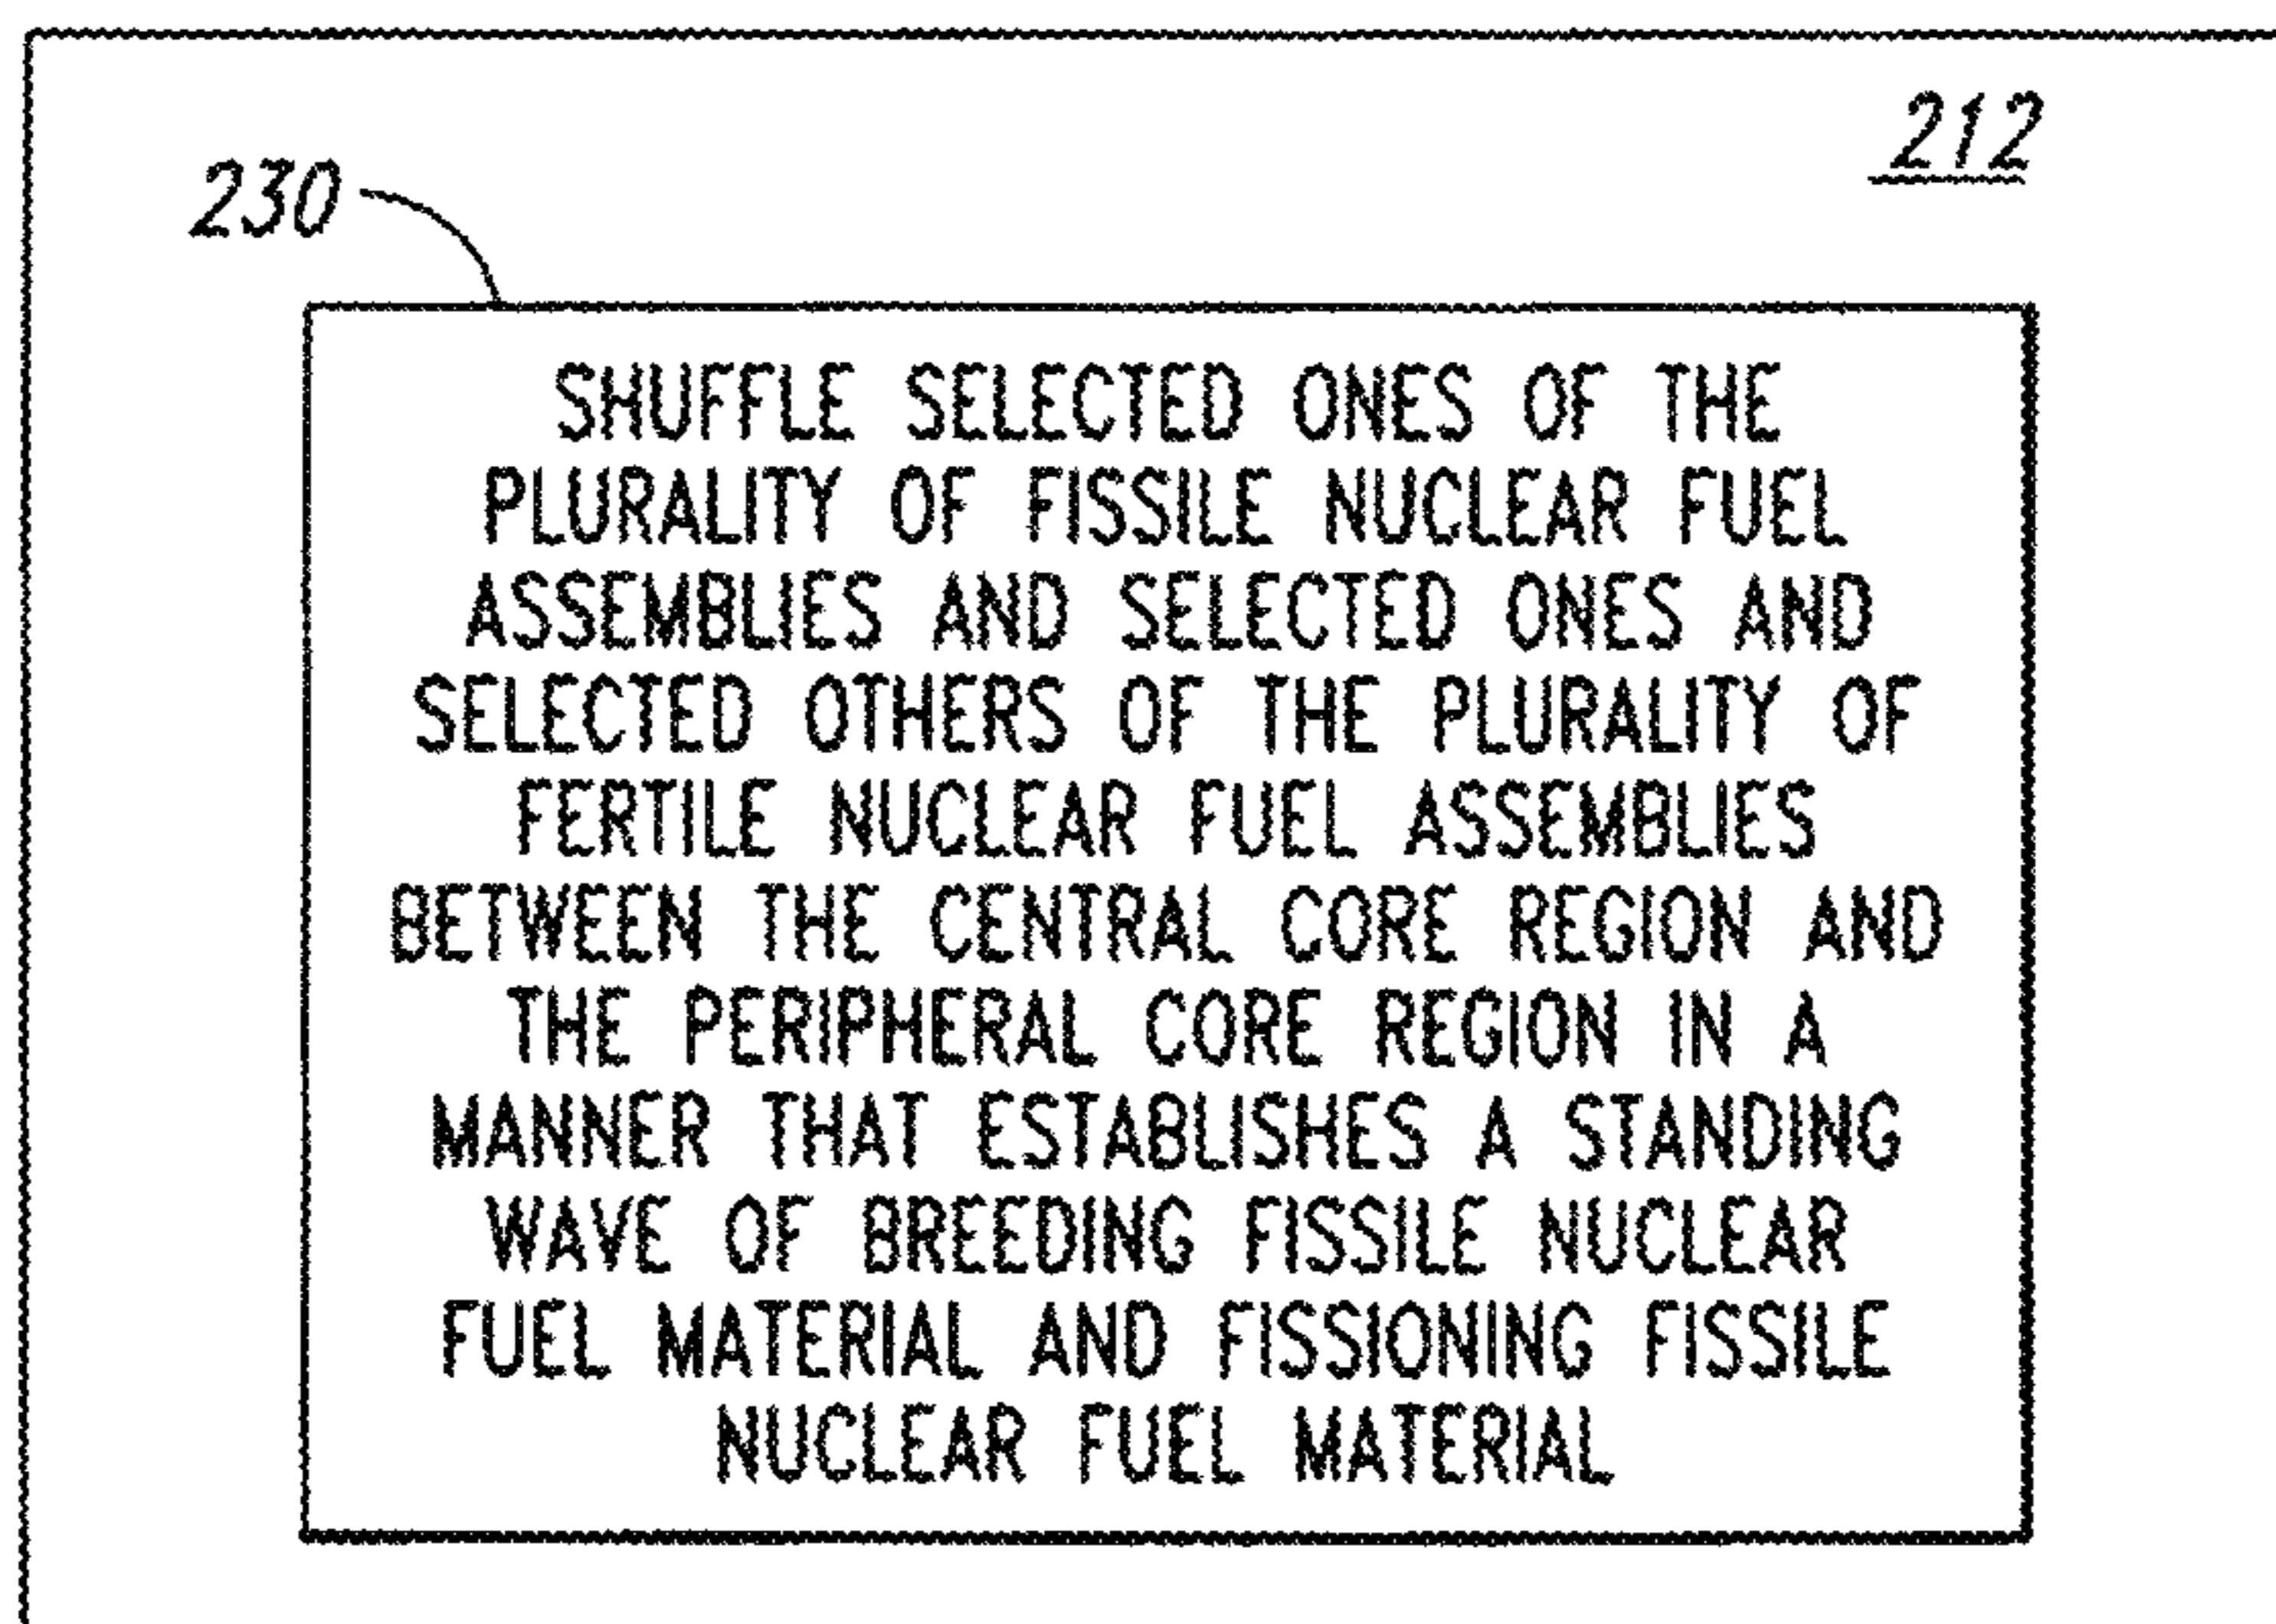 212
230
SHUFFLE SELECTED ONES OF THE
PLURALITY OF FISSILE NUCLEAR FUEL
ASSEMBLIES AND SELECTED ONES AND
SELECTED OTHERS OF THE PLURALITY OF
FERTILE NUCLEAR FUEL ASSEMBLIES
BETWEEN THE CENTRAL CORE REGION AND
THE PERIPHERAL CORE REGION IN A
MANNER THAT ESTABLISHES A STANDING
WAVE OF BREEDING FISSILE NUCLEAR
FUEL MATERIAL AND FISSIONING FISSILE
NUCLEAR FUEL MATERIAL